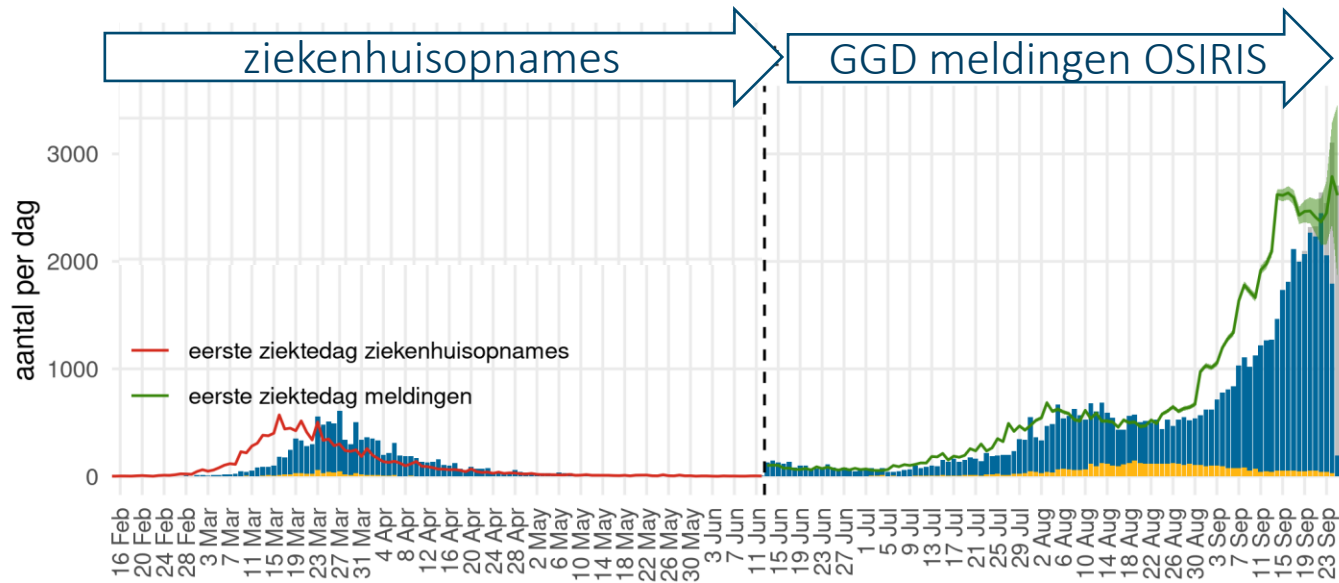 ziekenhuisopnames
GGD meldingen OSIRIS
aantal per dag
3000
2000
1000
0
eerste ziektedag ziekenhuisopnames
eerste ziektedag meldingen
16 Feb
20 Feb
24 Feb
28 Feb
3 Mar
7 Mar
11 Mar
15 Mar
19 Mar
23 Mar
27 Mar
31 Mar
4 Apr
8 Apr
12 Apr
16 Apr
20 Apr
24 Apr
28 Apr
2 May
6 May
10 May
14 May
18 May
22 May
26 May
30 May
3 Jun
7 Jun
11 Jun
15 Jun
19 Jun
23 Jun
27 Jun
1 Jul
5 Jul
9 Jul
13 Jul
17 Jul
21 Jul
25 Jul
29 Jul
2 Aug
6 Aug
10 Aug
14 Aug
18 Aug
22 Aug
26 Aug
30 Aug
3 Sep
7 Sep
11 Sep
15 Sep
19 Sep
23 Sep